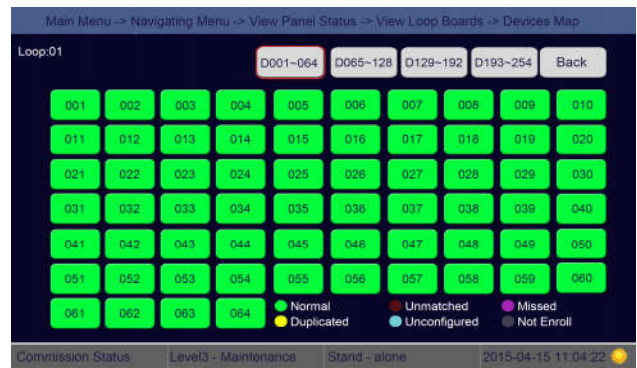 Main Menu -> Navigating Menu -> View Panel Status -> View Loop Boards -> Devices Map
Loop:01 D001~064 D065~128 D129~192 D193~254 Back
001 002 003 004 005 006 007 008 009 010
011 012 013 014 015 016 017 018 019 020
021 022 023 024 025 026 027 028 029 030
031 032 033 034 035 036 037 038 039 040
041 042 043 044 045 046 047 048 049 050
051 052 053 054 055 056 057 058 059 060
061 062 063 064 Normal Unmatched Missed
Duplicated Unconfigured Not Enroll
Commission Status Level3 - Maintenance Stand - alone 2015-04-15 11:04:22